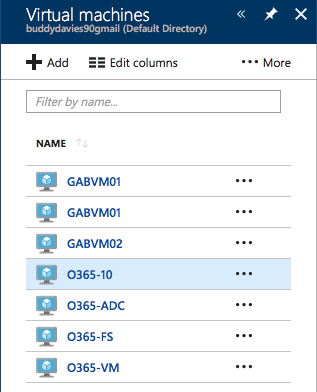 Virtual machines
buddydavies90gmail (Default Directory)
Add Edit columns More
Filter by name...
NAME
GABVM01
GABVM01
GABVM02
O365-10
O365-ADC
O365-FS
O365-VM